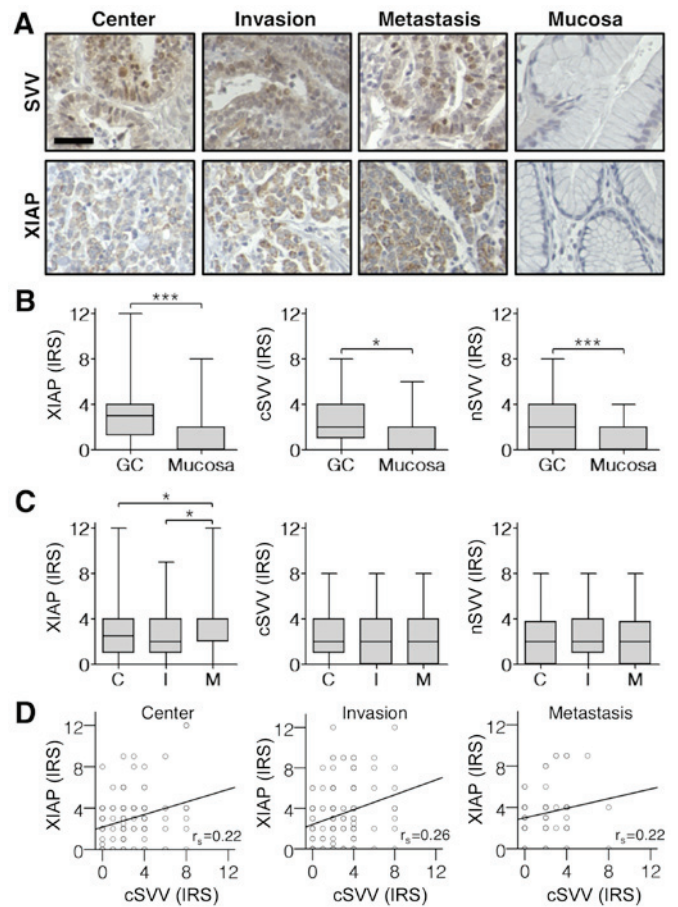 A
Center Invasion Metastasis Mucosa
SVV
XIAP
B
XIAP (IRS)
12
8
4
0
***
GC Mucosa
cSVV (IRS)
12
8
4
0
*
GC Mucosa
nSVV (IRS)
12
8
4
0
***
GC Mucosa
C
XIAP (IRS)
12
8
4
0
*
*
C I M
cSVV (IRS)
12
8
4
0
C I M
nSVV (IRS)
12
8
4
0
C I M
D
Center
XIAP (IRS)
12
8
4
0
rs=0.22
0 4 8 12
cSVV (IRS)
Invasion
XIAP (IRS)
12
8
4
0
rs=0.26
0 4 8 12
cSVV (IRS)
Metastasis
XIAP (IRS)
12
8
4
0
rs=0.22
0 4 8 12
cSVV (IRS)